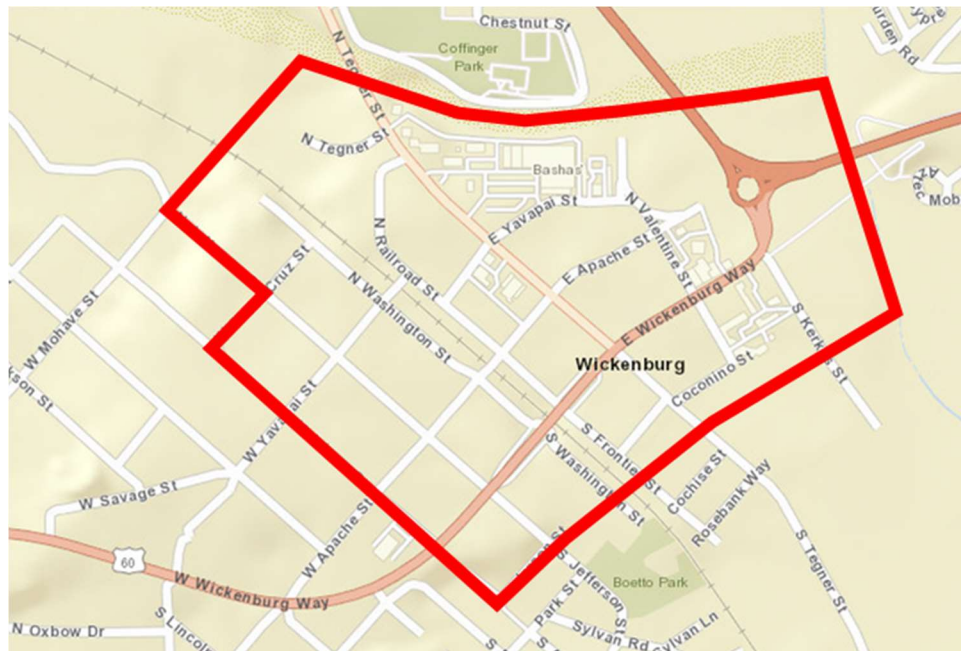 Chestnut St
Coffinger
Park
N Tegner St
N Tegner St
Bashas'
N Railroad St
E Yavapai St
N Valentine St
E Apache St
Cruz St
N Washington St
E Wickenburg Way
W Mohave St
Wickenburg
S Kerkes St
Coconino St
W Yavapai St
S Frontier St
S Washington St
Cochise St
Rosebank Way
W Savage St
W Apache St
60
W Wickenburg Way
S Jefferson St
Boetto Park
S Tegner St
Park St
Sylvan Rd
Sylvan Ln
N Oxbow Dr
S Lincoln